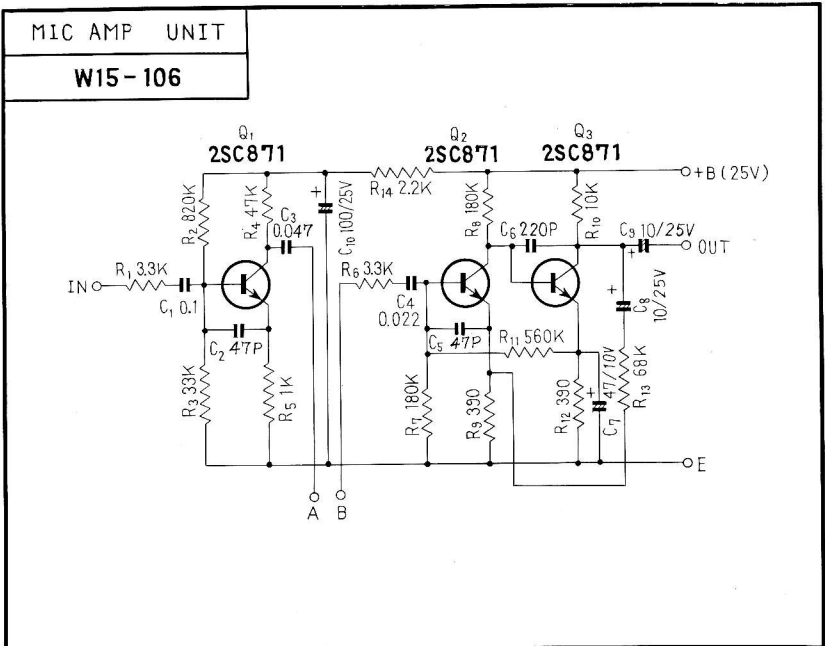 MIC AMP UNIT
W15-106
Q₁
2SC871
Q₂
2SC871
Q₃
2SC871
R₂ 820K
R₄ 47K
C₃
0.047
C₁₀ 100/25V
R₁₄ 2.2K
R₈ 180K
C₆ 220P
R₁₀ 10K
C₉ 10/25V
+B (25V)
OUT
IN
R₁ 3.3K
C₁ 0.1
R₆ 3.3K
C₄
0.022
C₈
10/25V
C₂ 47P
C₅ 47P
R₁₁ 560K
R₃ 33K
R₅ 1K
R₇ 180K
R₉ 390
R₁₂ 390
C₇ 47/10V
R₁₃ 68K
E
A B